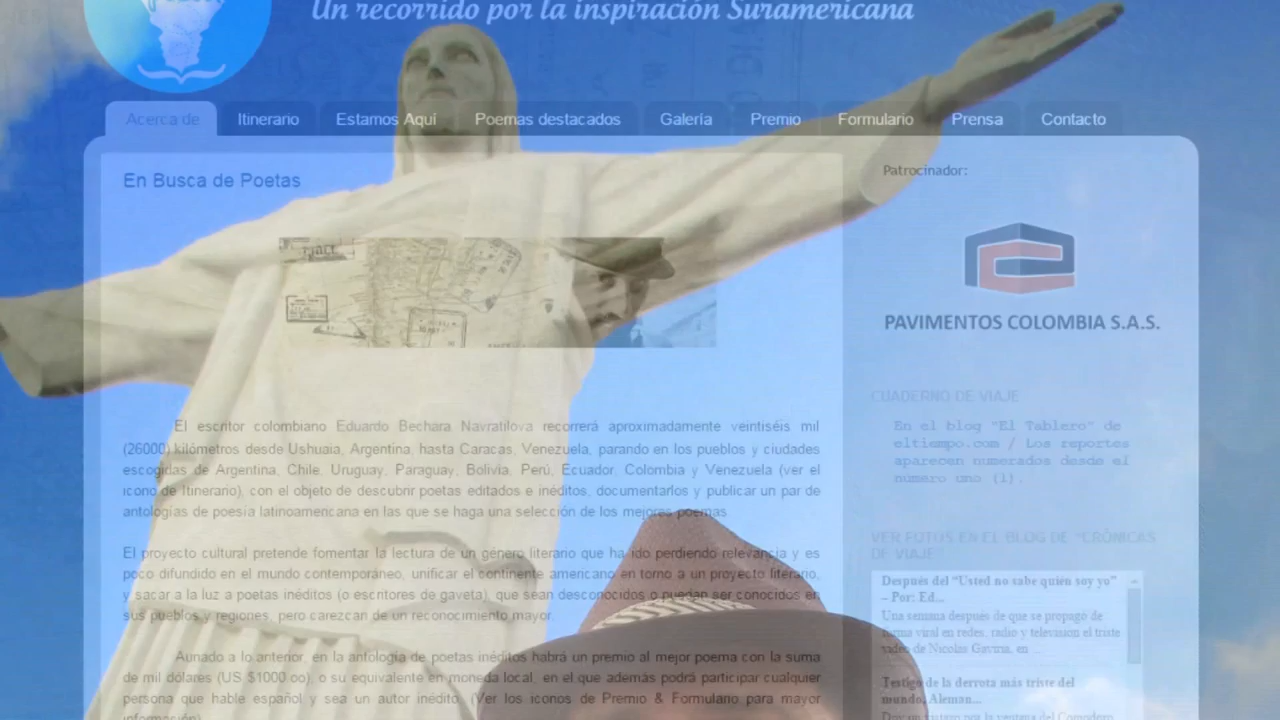 Un recorrido por la inspiración Suramericana
Acerca de Itinerario Estamos Aquí Poemas destacados Galería Premio Formulario Prensa Contacto
En Busca de Poetas
El escritor colombiano Eduardo Bechara Navratilova recorrerá aproximadamente veintiséis mil
(26000) kilómetros desde Ushuaia, Argentina, hasta Caracas, Venezuela, parando en los pueblos y ciudades
escogidas de Argentina, Chile, Uruguay, Paraguay, Bolivia, Perú, Ecuador, Colombia y Venezuela (ver el
icono de Itinerario), con el objeto de descubrir poetas editados e inéditos, documentarlos y publicar un par de
antologías de poesía latinoamericana en las que se haga una selección de los mejores poemas.
El proyecto cultural pretende fomentar la lectura de un género literario que ha ido perdiendo relevancia y es
poco difundido en el mundo contemporáneo, unificar el continente americano en torno a un proyecto literario,
y sacar a la luz a poetas inéditos (o escritores de gaveta), que sean desconocidos o puedan ser conocidos en
sus pueblos y regiones, pero carezcan de un reconocimiento mayor.
Aunado a lo anterior, en la antología de poetas inéditos habrá un premio al mejor poema con la suma
de mil dólares (US $1000.00), o su equivalente en moneda local, en el que además podrá participar cualquier
persona que hable español y sea un autor inédito. (Ver los iconos de Premio & Formulario para mayor
información).
Patrocinador:
PAVIMENTOS COLOMBIA S.A.S.
CUADERNO DE VIAJE
En el blog "El Tablero" de
eltiempo.com / Los reportes
aparecen numerados desde el
número uno (1).
VER FOTOS EN EL BLOG DE "CRÓNICAS
DE VIAJE"
Después del “Usted no sabe quién soy yo”
– Por: Ed...
Una semana después de que se propagó de
forma viral en redes, radio y televisión el triste
video de Nicolás Gaviria, en ...
Testigo de la derrota más triste del
mundo, Aleman...